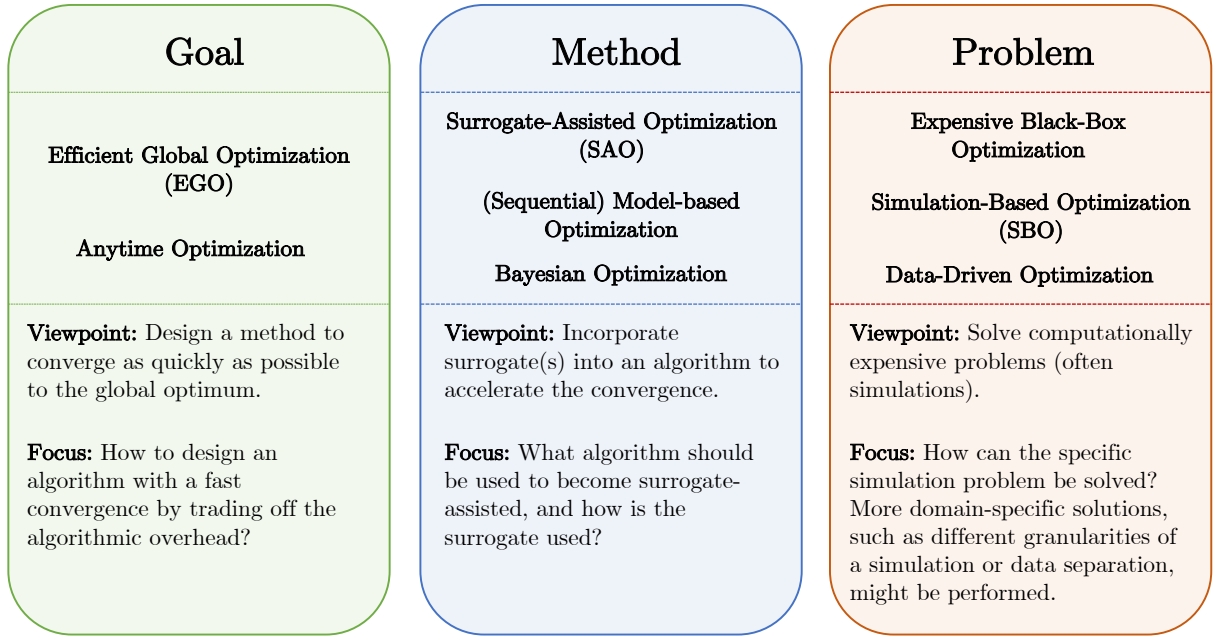 Goal
Efficient Global Optimization
(EGO)
Anytime Optimization
Viewpoint: Design a method to
converge as quickly as possible
to the global optimum.
Focus: How to design an
algorithm with a fast
convergence by trading off the
algorithmic overhead?
Method
Surrogate-Assisted Optimization
(SAO)
(Sequential) Model-based
Optimization
Bayesian Optimization
Viewpoint: Incorporate
surrogate(s) into an algorithm to
accelerate the convergence.
Focus: What algorithm should
be used to become surrogate-
assisted, and how is the
surrogate used?
Problem
Expensive Black-Box
Optimization
Simulation-Based Optimization
(SBO)
Data-Driven Optimization
Viewpoint: Solve computationally
expensive problems (often
simulations).
Focus: How can the specific
simulation problem be solved?
More domain-specific solutions,
such as different granularities of
a simulation or data separation,
might be performed.